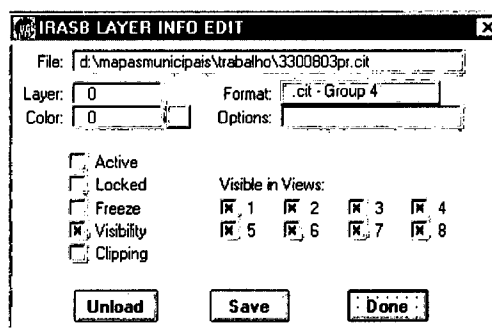 IRASB LAYER INFO EDIT
File: d:\mapasmunicipais\trabalho\3300803pr.cit
Layer: 0 Format: .cit - Group 4
Color: 0 Options:
Active
Locked Visible in Views:
Freeze 1 2 3 4
Visibility 5 6 7 8
Clipping
Unload Save Done